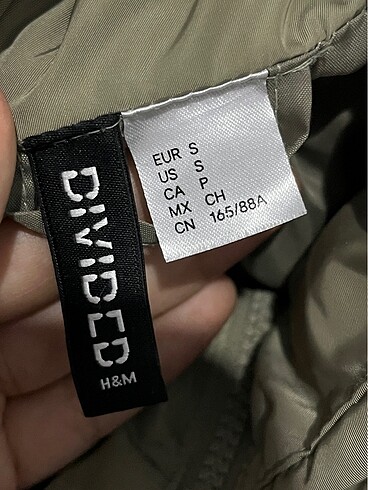 DIVIDED
H&M
EUR S
US S
CA P
MX CH
CN 165/88A